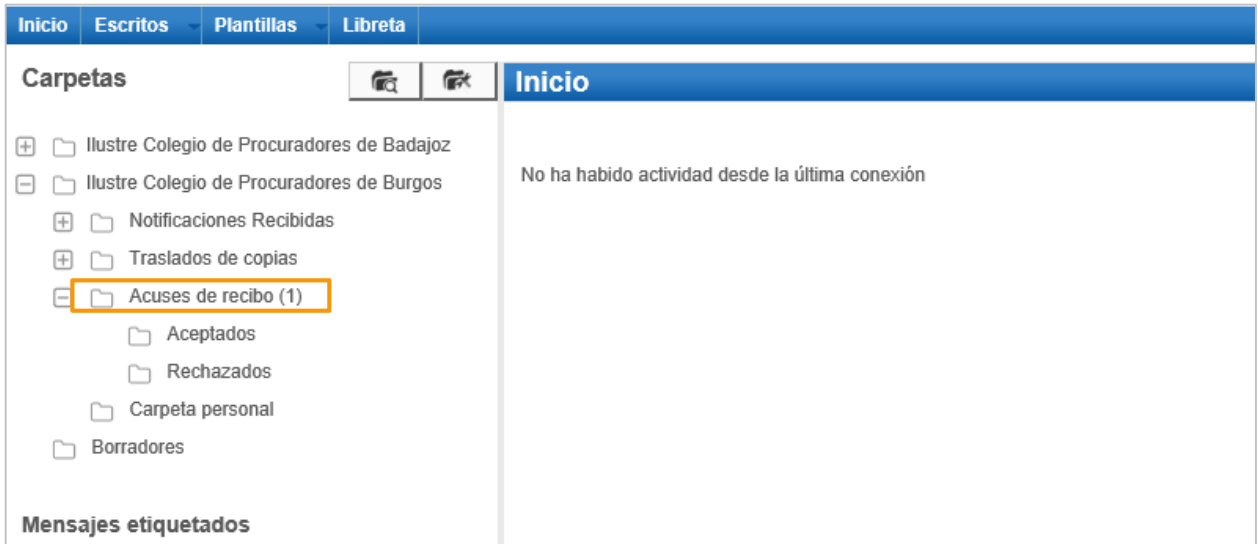 Inicio Escritos Plantillas Libreta
Carpetas
Ilustre Colegio de Procuradores de Badajoz
Ilustre Colegio de Procuradores de Burgos
Notificaciones Recibidas
Traslados de copias
Acuses de recibo (1)
Aceptados
Rechazados
Carpeta personal
Borradores
Mensajes etiquetados
Inicio
No ha habido actividad desde la última conexión